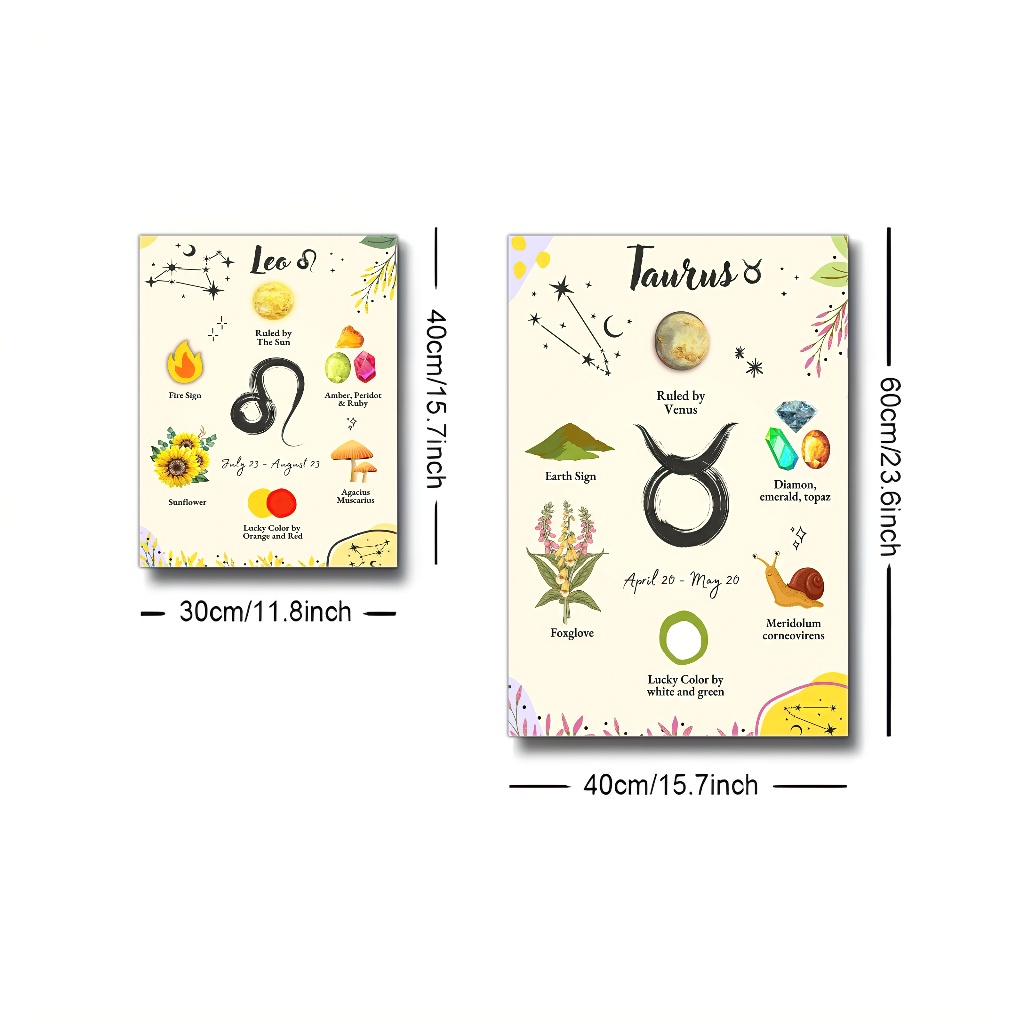 Leo
Ruled by
The Sun
Fire Sign
Amber, Peridot
& Ruby
July 23 - August 23
Sunflower
Agacius
Muscarius
Lucky Color by
Orange and Red
40cm/15.7inch
30cm/11.8inch
Taurus
Ruled by
Venus
Earth Sign
Diamon,
emerald, topaz
April 20 - May 20
Foxglove
Meridolum
corneovirens
Lucky Color by
white and green
60cm/23.6inch
40cm/15.7inch